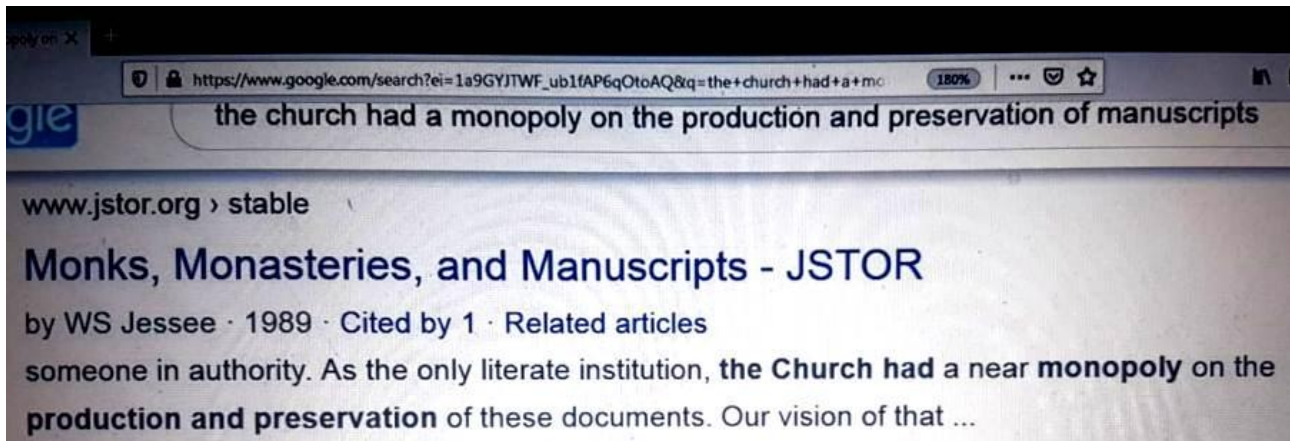 https://www.google.com/search?ei=1a9GYJTWF_ub1fAP6qOtoAQ&q=the+church+had+a+mo 180%
the church had a monopoly on the production and preservation of manuscripts
www.jstor.org › stable
Monks, Monasteries, and Manuscripts - JSTOR
by WS Jessee · 1989 · Cited by 1 · Related articles
someone in authority. As the only literate institution, the Church had a near monopoly on the
production and preservation of these documents. Our vision of that ...